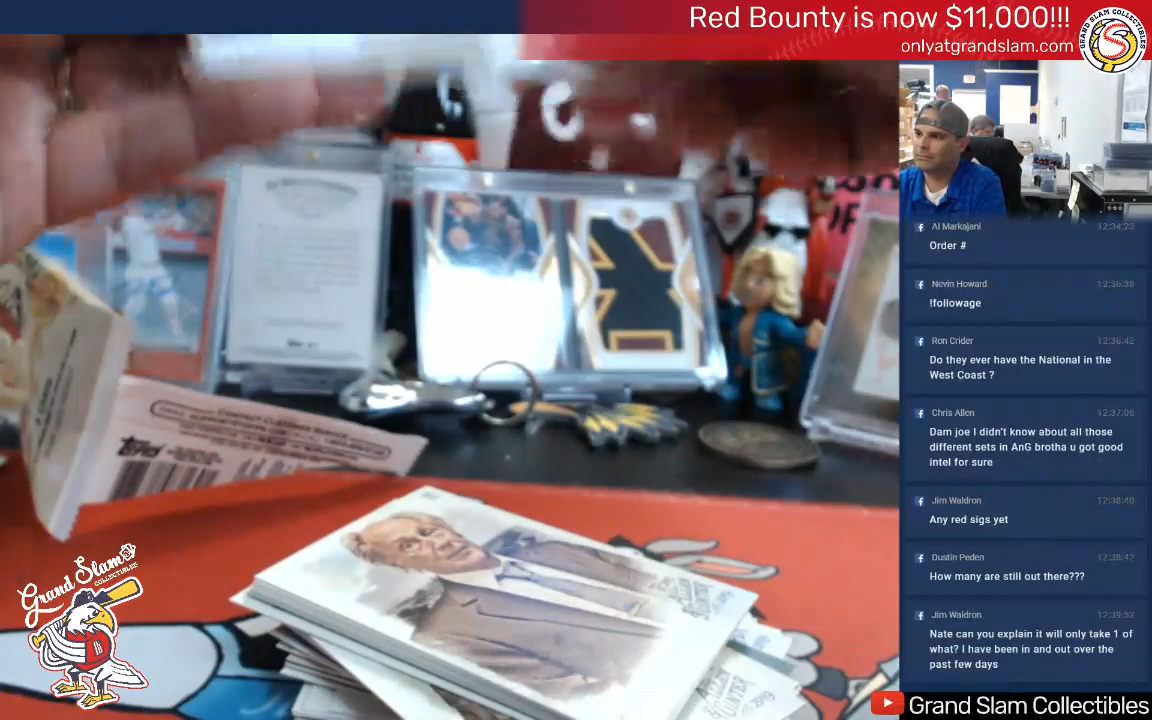 Red Bounty is now $11,000!!!
onlyatgrandslam.com
GRAND SLAM COLLECTIBLES
Al Markajani 12:34:23
Order #
Nevin Howard 12:36:38
!followage
Ron Crider 12:36:42
Do they ever have the National in the
West Coast ?
Chris Allen 12:37:06
Dam joe I didn't know about all those
different sets in AnG brotha u got good
intel for sure
Jim Waldron 12:38:40
Any red sigs yet
Dustin Peden 12:38:42
How many are still out there???
Jim Waldron 12:39:52
Nate can you explain it will only take 1 of
what? I have been in and out over the
past few days
Topps
Grand Slam
COLLECTIBLES
Grand Slam Collectibles